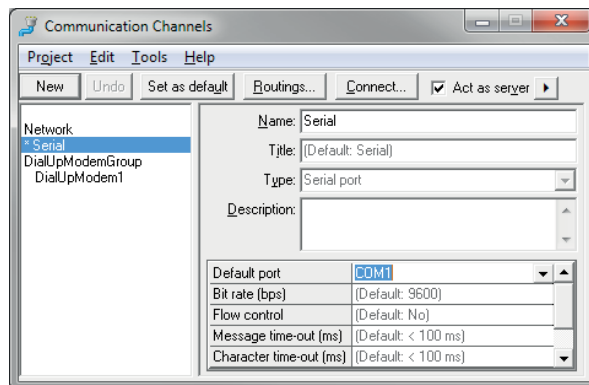 Communication Channels
Project Edit Tools Help
New Undo Set as default Routings... Connect... Act as server
Network
* Serial
DialUpModemGroup
DialUpModem1
Name: Serial
Title: (Default: Serial)
Type: Serial port
Description:
Default port COM1
Bit rate (bps) (Default: 9600)
Flow control (Default: No)
Message time-out (ms) (Default: < 100 ms)
Character time-out (ms) (Default: < 100 ms)